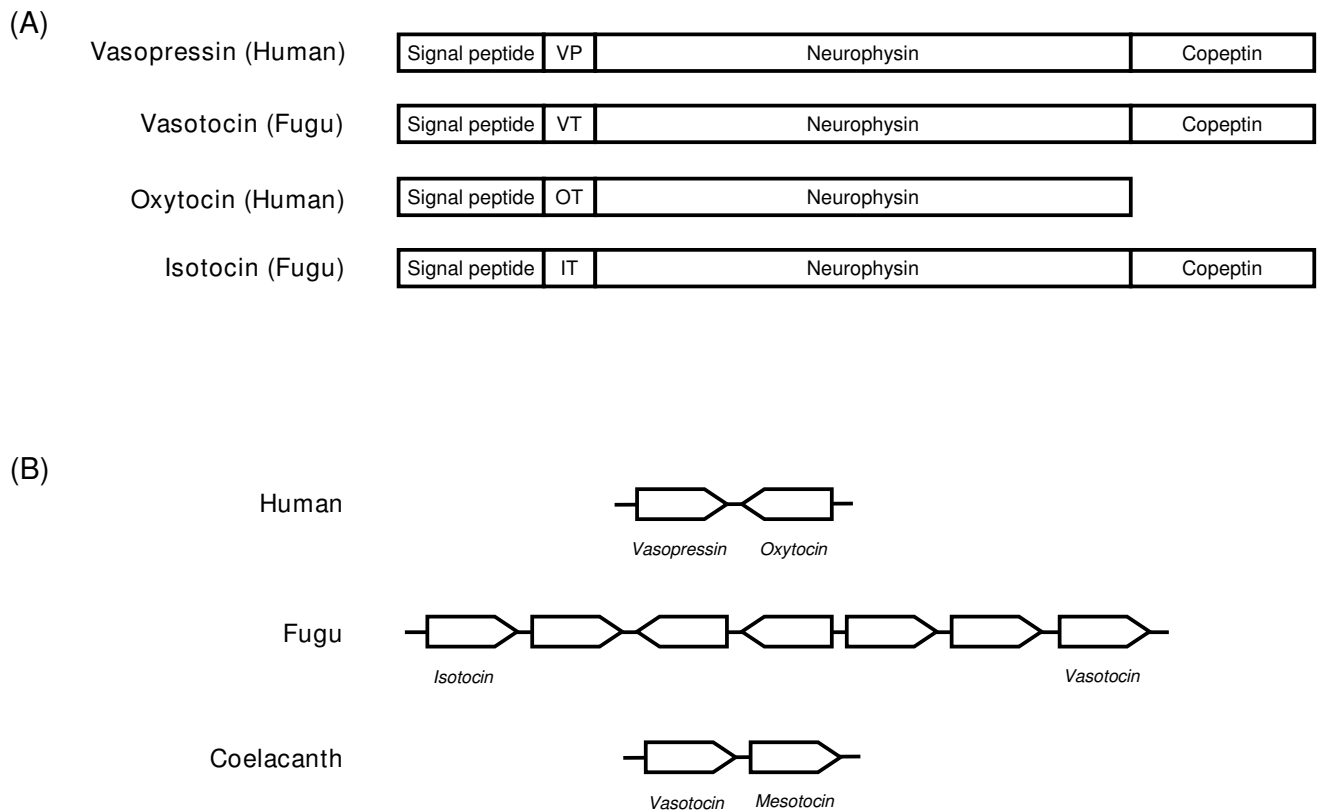 (A)
Vasopressin (Human) Signal peptide VP Neurophysin Copeptin
Vasotocin (Fugu) Signal peptide VT Neurophysin Copeptin
Oxytocin (Human) Signal peptide OT Neurophysin
Isotocin (Fugu) Signal peptide IT Neurophysin Copeptin
(B)
Human
Vasopressin Oxytocin
Fugu
Isotocin Vasotocin
Coelacanth
Vasotocin Mesotocin